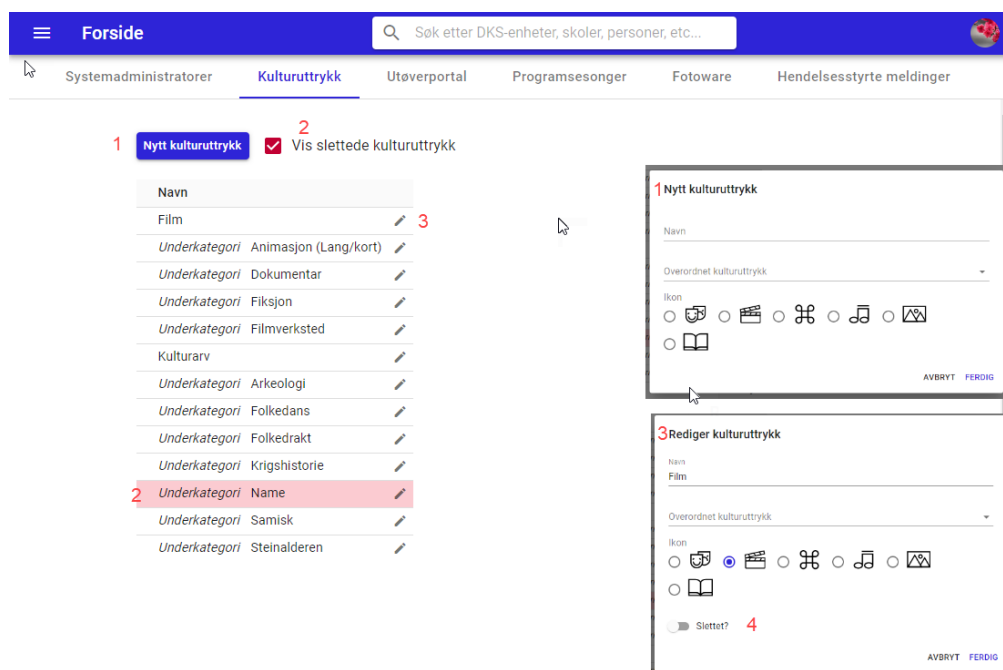 Forside
Søk etter DKS-enheter, skoler, personer, etc...
Systemadministratorer Kulturuttrykk Utøverportal Programsesonger Fotoware Hendelsesstyrte meldinger
1 Nytt kulturuttrykk 2 Vis slettede kulturuttrykk
Navn
Film 3
Underkategori Animasjon (Lang/kort)
Underkategori Dokumentar
Underkategori Fiksjon
Underkategori Filmverksted
Kulturarv
Underkategori Arkeologi
Underkategori Folkedans
Underkategori Folkedrakt
Underkategori Krigshistorie
2 Underkategori Name
Underkategori Samisk
Underkategori Steinalderen
1 Nytt kulturuttrykk
Navn
Overordnet kulturuttrykk
Ikon
AVBRYT FERDIG
3 Rediger kulturuttrykk
Navn
Film
Overordnet kulturuttrykk
Ikon
Slettet? 4
AVBRYT FERDIG